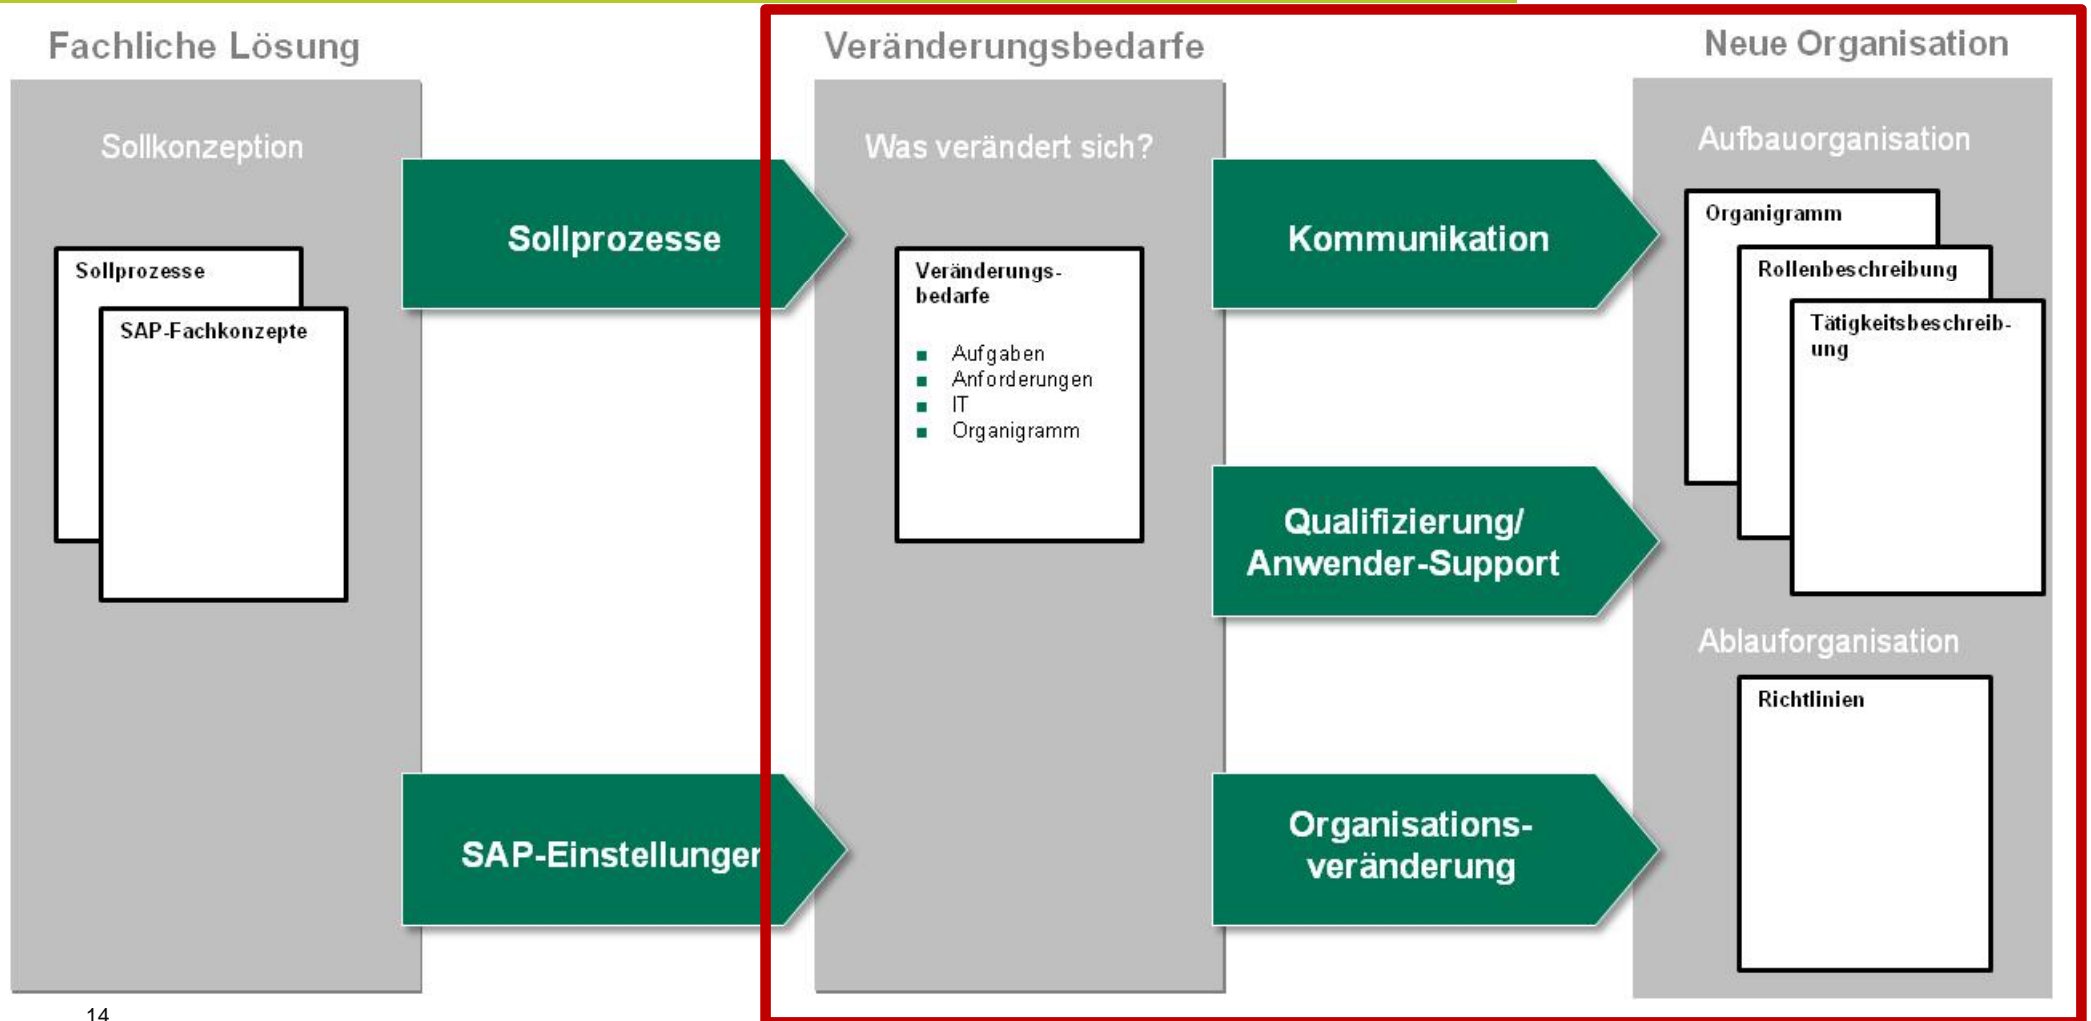 Fachliche Lösung
Sollkonzeption
Sollprozesse
SAP-Fachkonzepte
Sollprozesse
SAP-Einstellunger
Veränderungsbedarfe
Was verändert sich?
Veränderungs-
bedarfe
Aufgaben
Anforderungen
IT
Organigramm
Kommunikation
Qualifizierung/
Anwender-Support
Organisations-
veränderung
Neue Organisation
Aufbauorganisation
Organigramm
Rollenbeschreibung
Tätigkeitsbeschreib-
ung
Ablauforganisation
Richtlinien
14